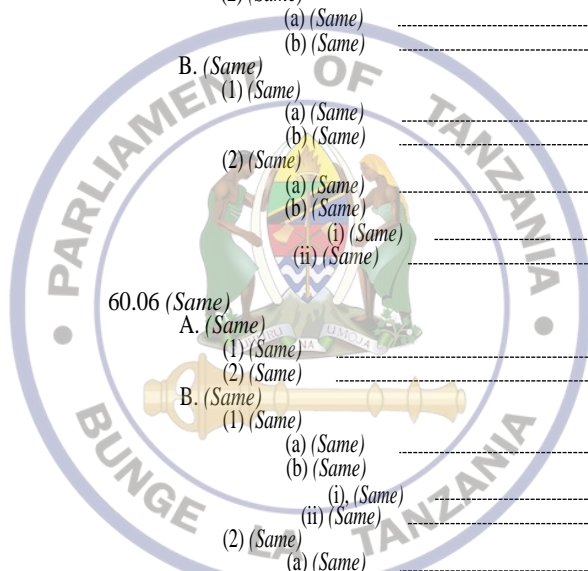 (2) (Same)
(a) (Same)
(b) (Same)
B. (Same)
(1) (Same)
(a) (Same)
(b) (Same)
(2) (Same)
(a) (Same)
(b) (Same)
(i) (Same)
(ii) (Same)
60.06 (Same)
A. (Same)
(1) (Same)
(2) (Same)
B. (Same)
(1) (Same)
(a) (Same)
(b) (Same)
(i), (Same)
(ii) (Same)
(2) (Same)
(a) (Same)
PARLIAMENT OF TANZANIA
UHURU NA UMOJA
BUNGE LA TANZANIA